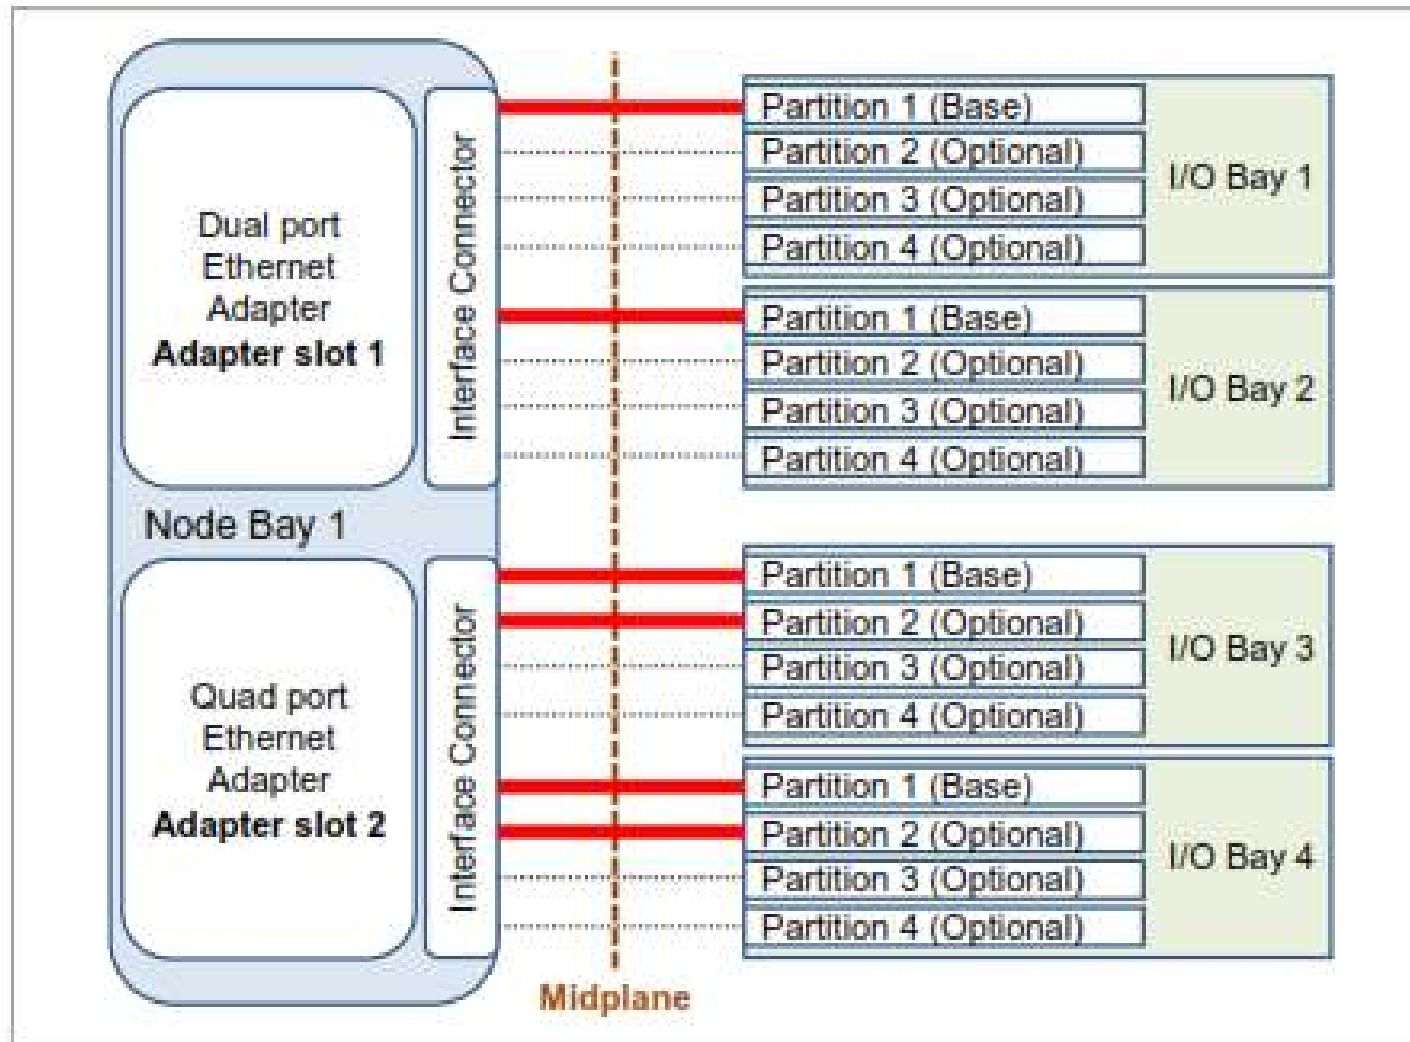 Dual port
Ethernet
Adapter
Adapter slot 1
Interface Connector
Partition 1 (Base)
Partition 2 (Optional)
Partition 3 (Optional)
Partition 4 (Optional)
I/O Bay 1
Partition 1 (Base)
Partition 2 (Optional)
Partition 3 (Optional)
Partition 4 (Optional)
I/O Bay 2
Node Bay 1
Quad port
Ethernet
Adapter
Adapter slot 2
Interface Connector
Partition 1 (Base)
Partition 2 (Optional)
Partition 3 (Optional)
Partition 4 (Optional)
I/O Bay 3
Partition 1 (Base)
Partition 2 (Optional)
Partition 3 (Optional)
Partition 4 (Optional)
I/O Bay 4
Midplane